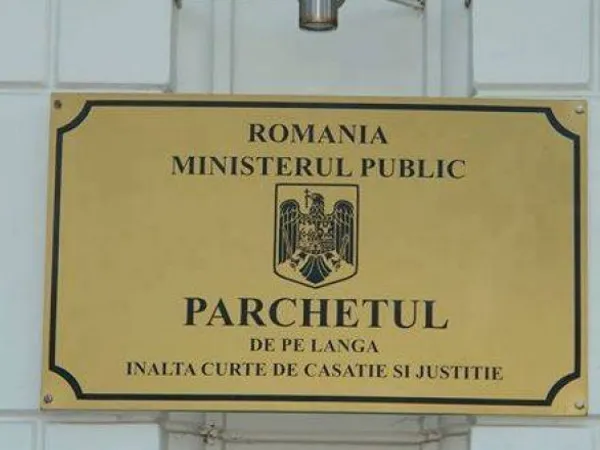 ROMANIA
MINISTERUL PUBLIC
PARCHETUL
DE PE LANGA
INALTA CURTE DE CASATIE SI JUSTITIE